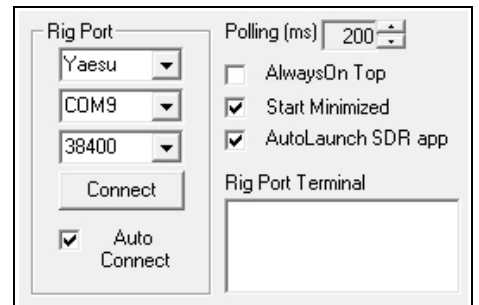 Rig Port
Yaesu
COM9
38400
Connect
Auto
Connect
Polling (ms) 200
AlwaysOn Top
Start Minimized
AutoLaunch SDR app
Rig Port Terminal